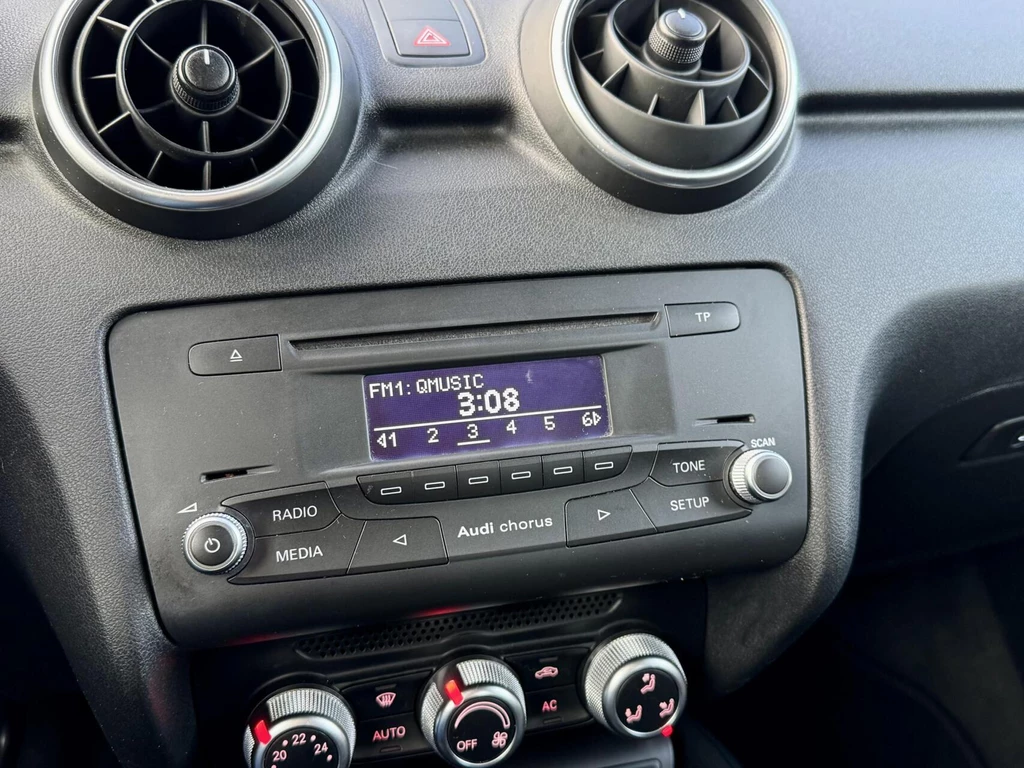 TP
FM1: QMUSIC
3:08
1 2 3 4 5 6
SCAN
RADIO
TONE
MEDIA
Audi chorus
SETUP
AUTO
AC
20 22 24
OFF